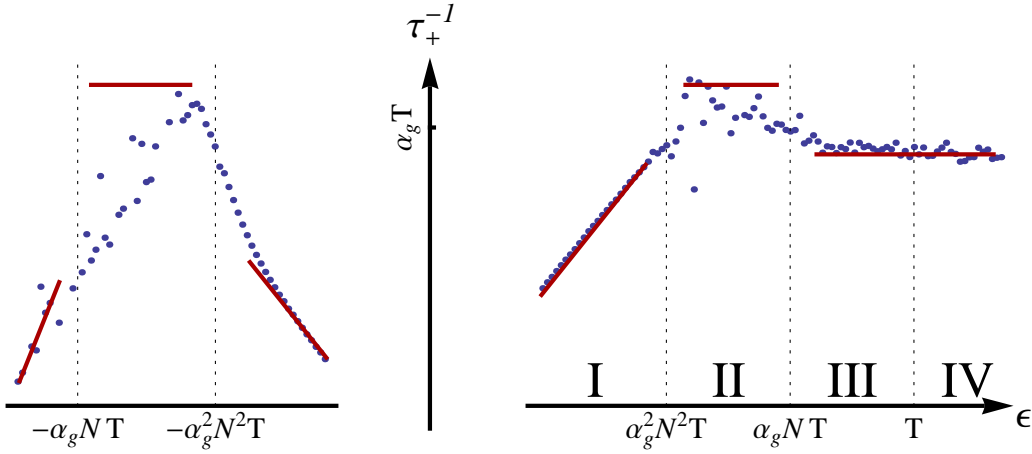 τ₊⁻¹
α_g T
I II III IV
−α_g N T −α_g² N² T α_g² N² T α_g N T T ϵ